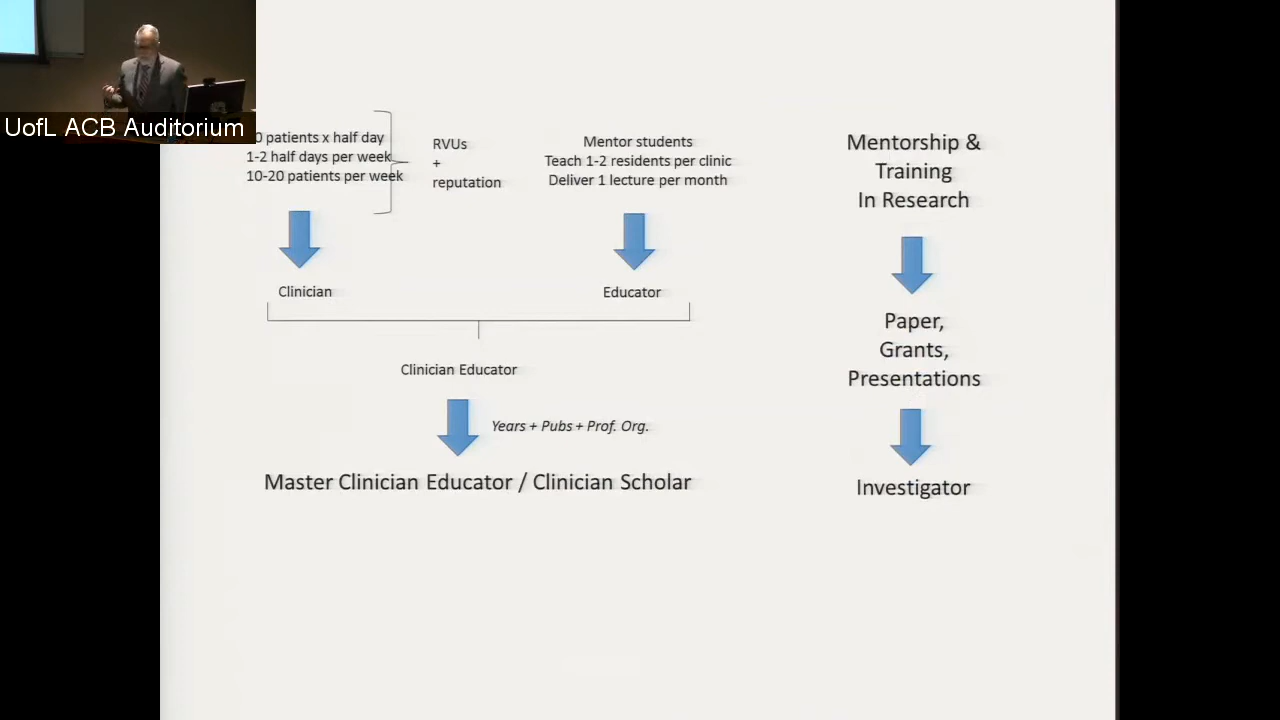 UofL ACB Auditorium
0 patients x half day
1-2 half days per week
10-20 patients per week
RVUs
+
reputation
Mentor students
Teach 1-2 residents per clinic
Deliver 1 lecture per month
Mentorship &
Training
In Research
Clinician
Educator
Paper,
Grants,
Presentations
Clinician Educator
Years + Pubs + Prof. Org.
Master Clinician Educator / Clinician Scholar
Investigator